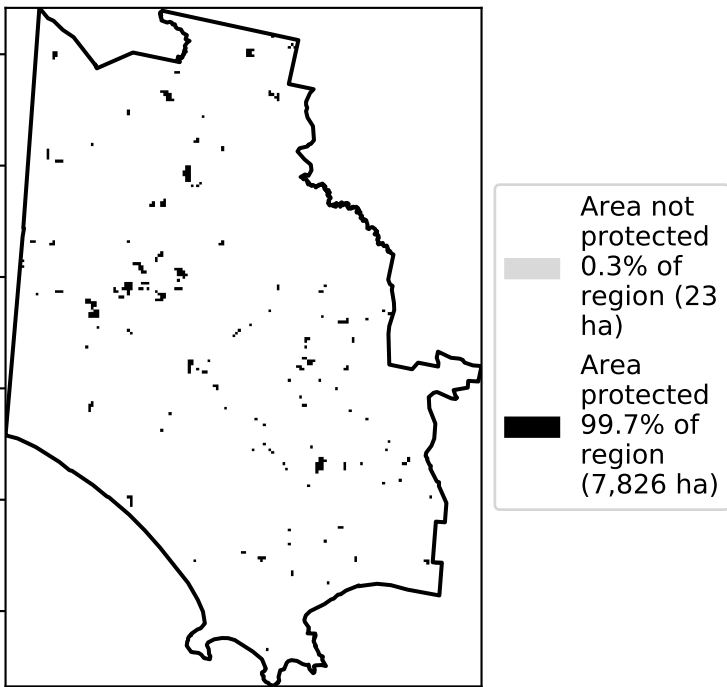 Area not
protected
0.3% of
region (23
ha)
Area
protected
99.7% of
region
(7,826 ha)